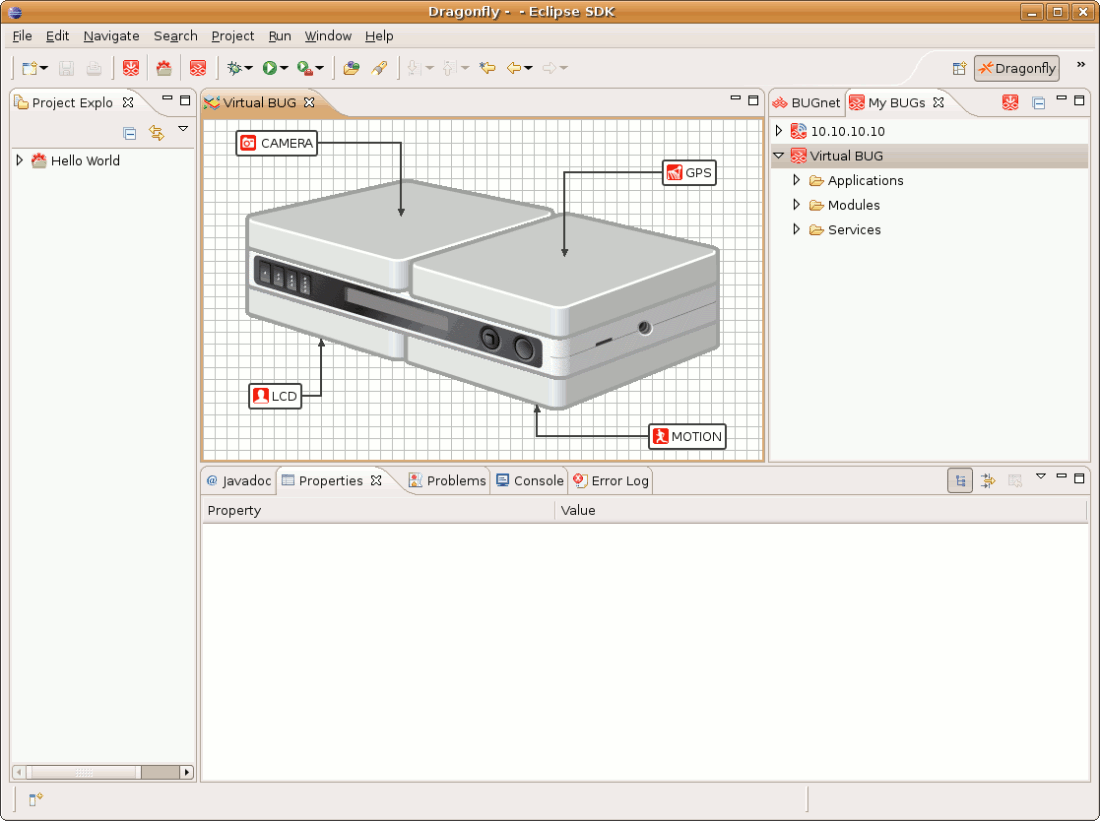 Dragonfly - - Eclipse SDK
File Edit Navigate Search Project Run Window Help
Dragonfly »
Project Explo
Hello World
Virtual BUG
CAMERA
GPS
LCD
MOTION
BUGnet My BUGs
10.10.10.10
Virtual BUG
Applications
Modules
Services
@ Javadoc Properties Problems Console Error Log
Property Value